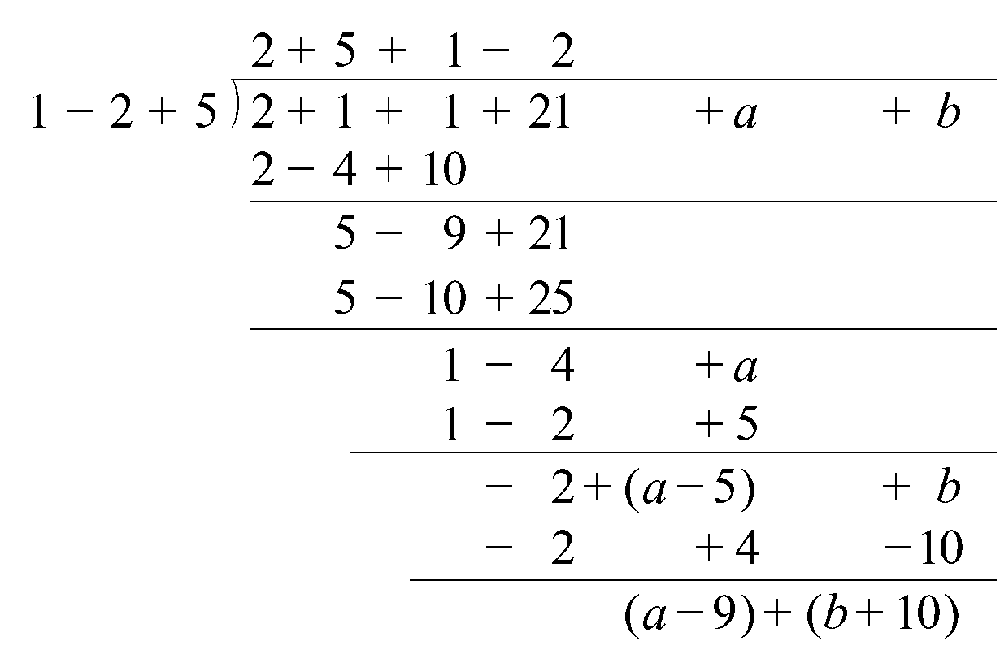 2 + 5 + 1 − 2
1 − 2 + 5 ) 2 + 1 + 1 + 21 + a + b
2 − 4 + 10
5 − 9 + 21
5 − 10 + 25
1 − 4 + a
1 − 2 + 5
− 2 + (a − 5) + b
− 2 + 4 − 10
(a − 9) + (b + 10)